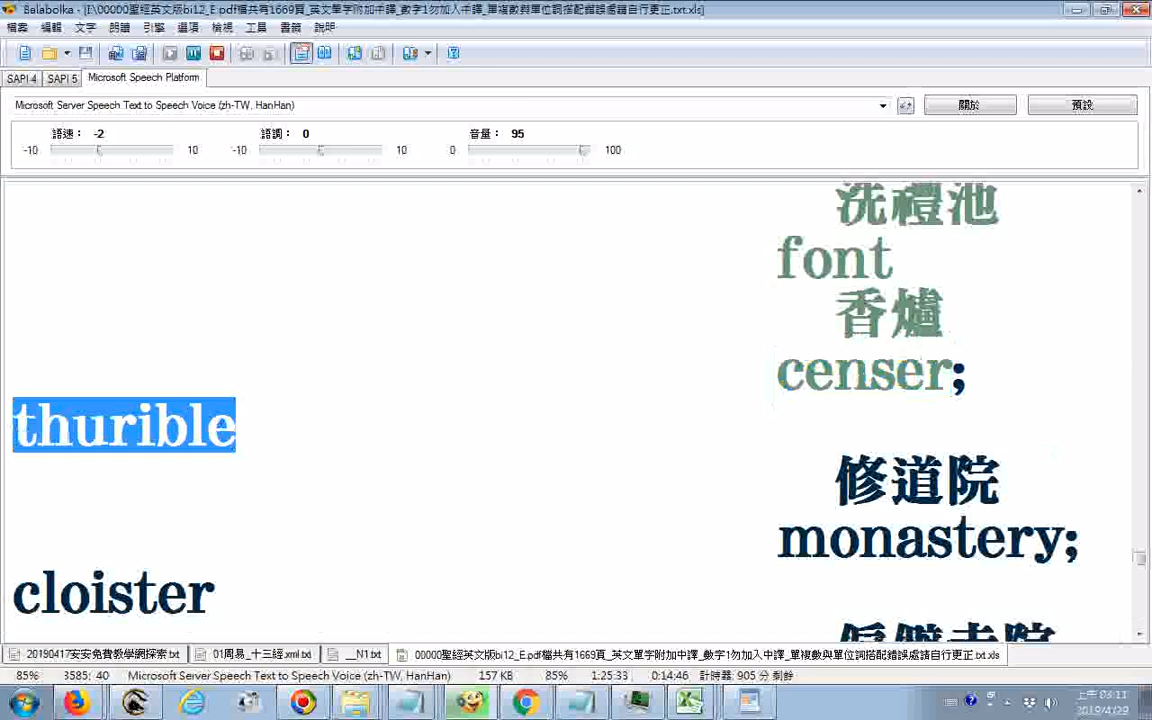 Balabolka - [I:\00000聖經英文版bi12_E.pdf檔共有1669頁_英文單字附加中譯_數字1勿加入中譯_單複數與單位詞搭配錯誤處請自行更正.txt.xls]
檔案 編輯 文字 朗讀 引擎 選項 檢視 工具 書籤 說明
SAPI 4 SAPI 5 Microsoft Speech Platform
Microsoft Server Speech Text to Speech Voice (zh-TW, HanHan) 關於 預設
語速： -2 語調： 0 音量： 95
-10 10 -10 10 0 100
洗禮池
font
香爐
censer;
thurible
修道院
monastery;
cloister
20190417安安免費教學網探索.txt 01周易_十三經.xml.txt __N1.txt 00000聖經英文版bi12_E.pdf檔共有1669頁_英文單字附加中譯_數字1勿加入中譯_單複數與單位詞搭配錯誤處請自行更正.txt.xls
85% 3585: 40 Microsoft Server Speech Text to Speech Voice (zh-TW, HanHan) 157 KB 85% 1:25:33 0:14:46 計時器: 905 分 剩餘
上午 03:11
2019/4/29